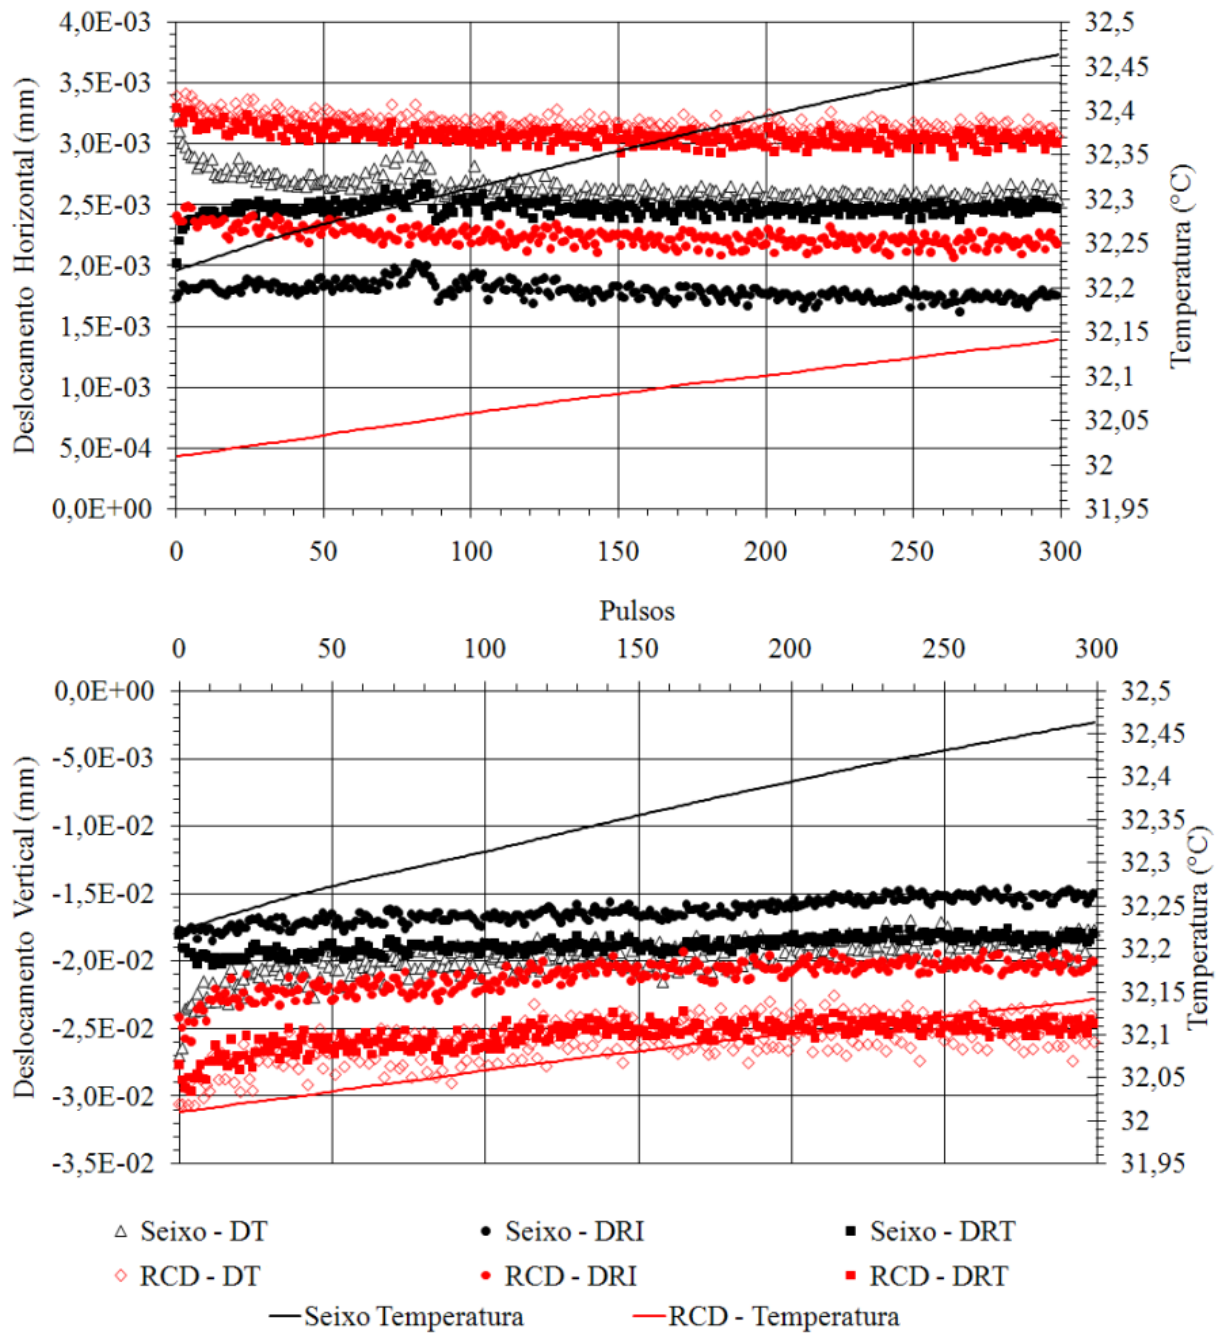 4,0E-03
3,5E-03
3,0E-03
2,5E-03
2,0E-03
1,5E-03
1,0E-03
5,0E-04
0,0E+00
Deslocamento Horizontal (mm)
32,5
32,45
32,4
32,35
32,3
32,25
32,2
32,15
32,1
32,05
32
31,95
Temperatura (°C)
0 50 100 150 200 250 300
Pulsos
0 50 100 150 200 250 300
0,0E+00
-5,0E-03
-1,0E-02
-1,5E-02
-2,0E-02
-2,5E-02
-3,0E-02
-3,5E-02
Deslocamento Vertical (mm)
32,5
32,45
32,4
32,35
32,3
32,25
32,2
32,15
32,1
32,05
32
31,95
Temperatura (°C)
Seixo - DT Seixo - DRI Seixo - DRT
RCD - DT RCD - DRI RCD - DRT
Seixo Temperatura RCD - Temperatura